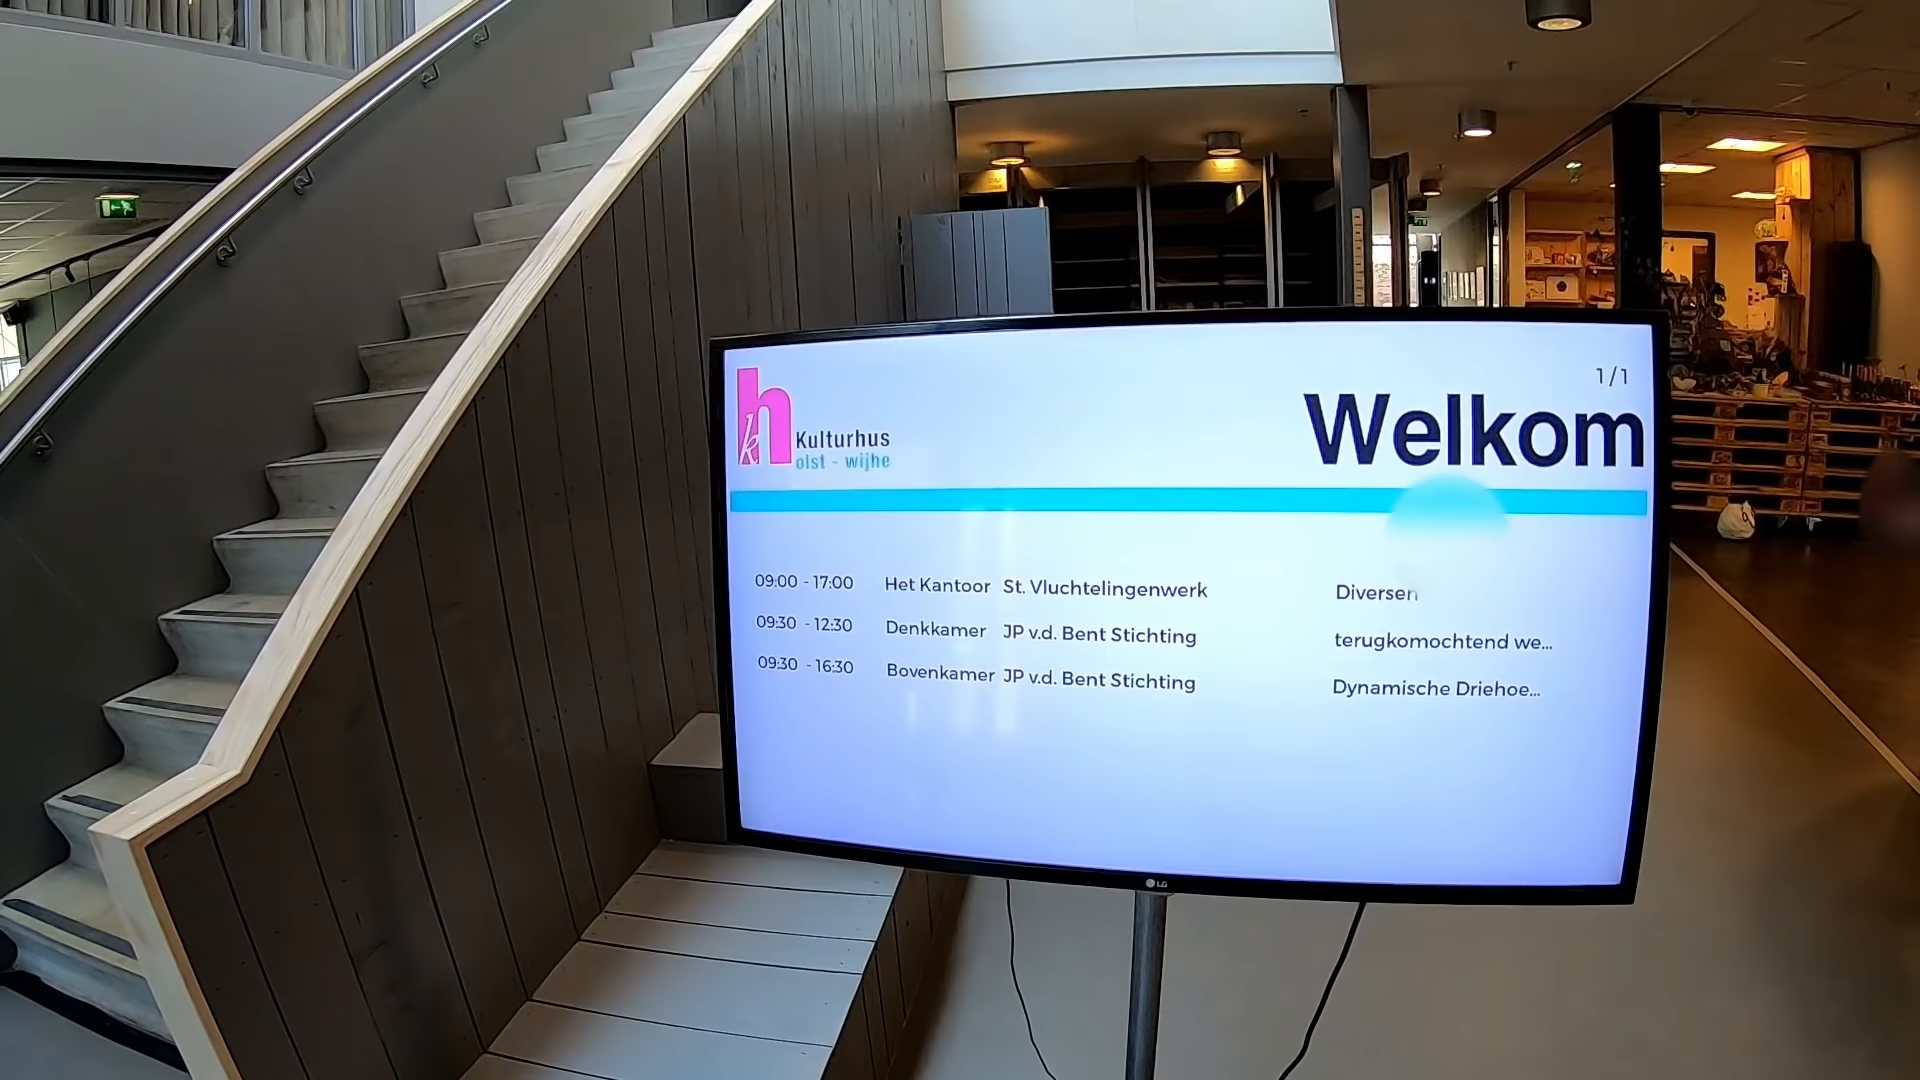 1/1
Welkom
hk Kulturhus
olst - wijhe
09:00 - 17:00 Het Kantoor St. Vluchtelingenwerk Diversen
09:30 - 12:30 Denkkamer JP v.d. Bent Stichting terugkomochtend we...
09:30 - 16:30 Bovenkamer JP v.d. Bent Stichting Dynamische Driehoe...
LG